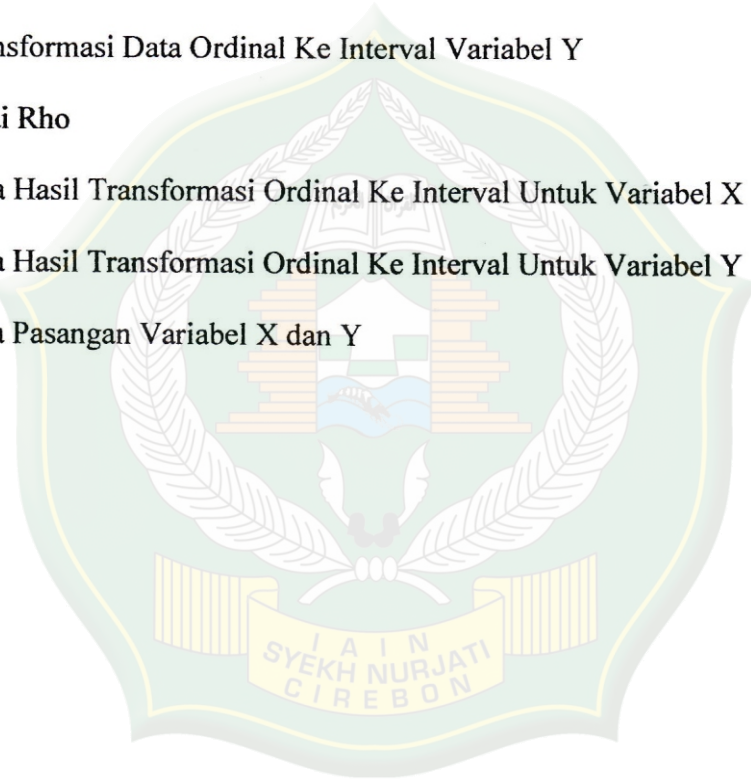 nsformasi Data Ordinal Ke Interval Variabel Y
i Rho
Hasil Transformasi Ordinal Ke Interval Untuk Variabel X
Hasil Transformasi Ordinal Ke Interval Untuk Variabel Y
Pasangan Variabel X dan Y
IAIN
SYEKH NURJATI
CIREBON